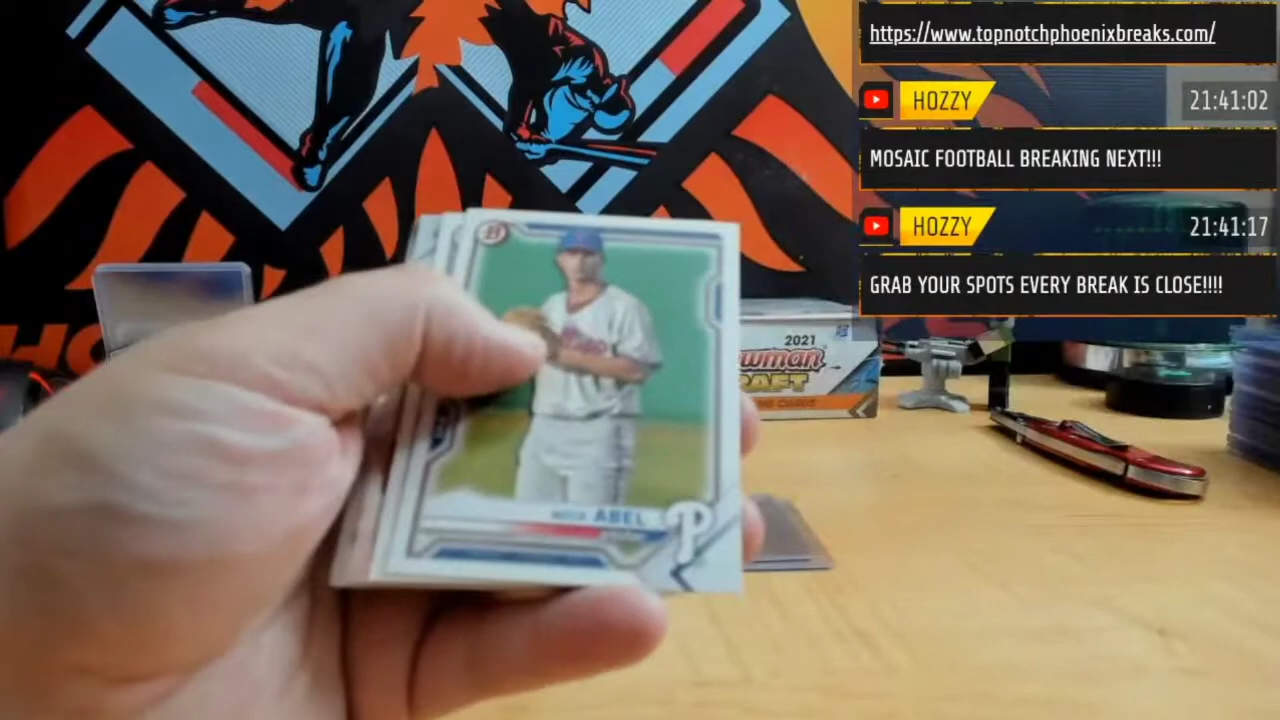 https://www.topnotchphoenixbreaks.com/
HOZZY
21:41:02
MOSAIC FOOTBALL BREAKING NEXT!!!
HOZZY
21:41:17
GRAB YOUR SPOTS EVERY BREAK IS CLOSE!!!!
B
2021
owman
RAFT
HO
ABEL
P